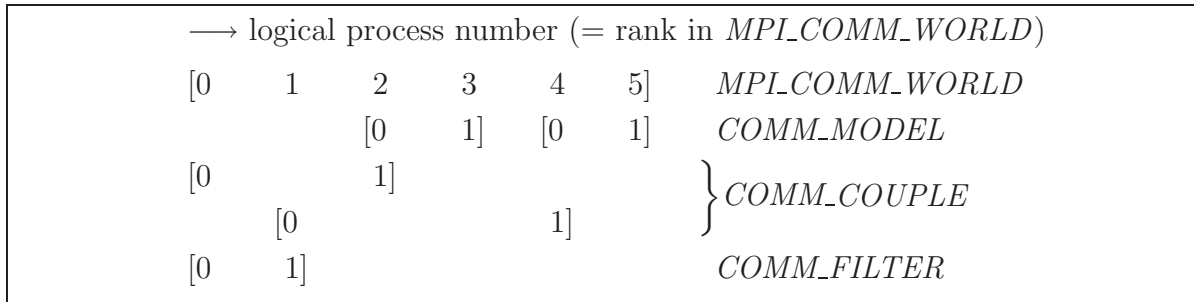 ⟶ logical process number (= rank in MPI_COMM_WORLD)
[0 1 2 3 4 5] MPI_COMM_WORLD
[0 1] [0 1] COMM_MODEL
[0 1]
} COMM_COUPLE
[0 1]
[0 1] COMM_FILTER